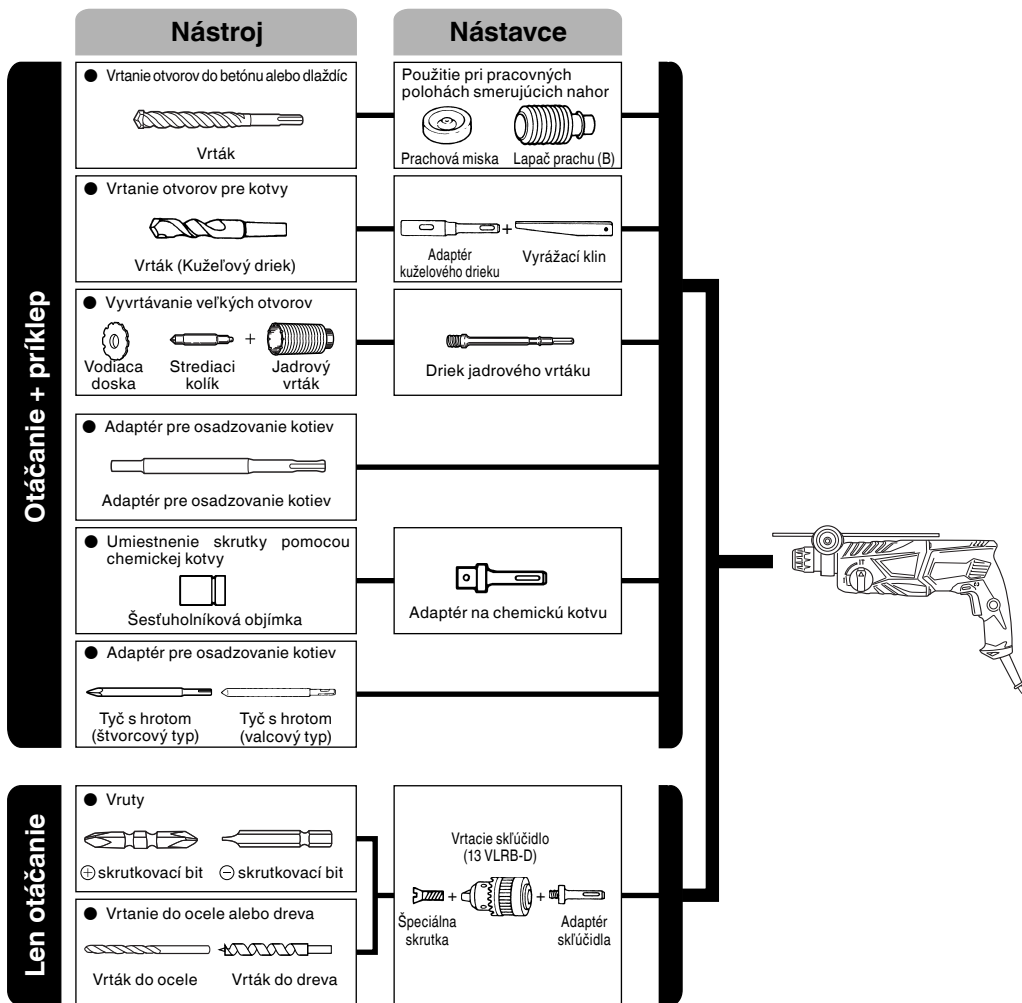 Nástroj
Nástavce
Otáčanie + príklep
● Vrtanie otvorov do betónu alebo dlaždíc
Vrták
Použitie pri pracovných
polohách smerujúcich nahor
Prachová miska
Lapač prachu (B)
● Vrtanie otvorov pre kotvy
Vrták (Kužeľový driek)
+
Adaptér
kuželového drieku
Vyrážací klin
● Vyvrtávanie veľkých otvorov
+
Vodiaca
doska
Strediaci
kolík
Jadrový
vrták
Driek jadrového vrtáku
● Adaptér pre osadzovanie kotiev
Adaptér pre osadzovanie kotiev
● Umiestnenie skrutky pomocou
chemickej kotvy
Šesťuholníková objímka
Adaptér na chemickú kotvu
● Adaptér pre osadzovanie kotiev
Tyč s hrotom
(štvorcový typ)
Tyč s hrotom
(valcový typ)
Len otáčanie
● Vruty
⊕ skrutkovací bit
⊖ skrutkovací bit
● Vrtanie do ocele alebo dreva
Vrták do ocele
Vrták do dreva
Vrtacie skľúčidlo
(13 VLRB-D)
+
+
Špeciálna
skrutka
Adaptér
skľúčidla